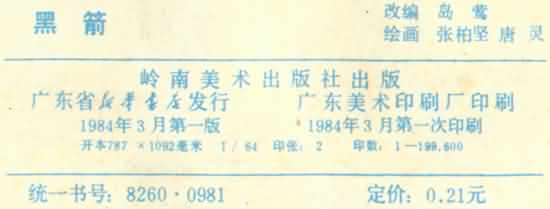 黑箭
改编 岛莺
绘画 张柏坚 唐灵
岭南美术出版社出版
广东省新华书店发行 广东美术印刷厂印刷
1984年3月第一版 1984年3月第一次印刷
开本787×1092毫米 1/64 印张:2 印数:1—199,600
统一书号:8260·0981 定价:0.21元